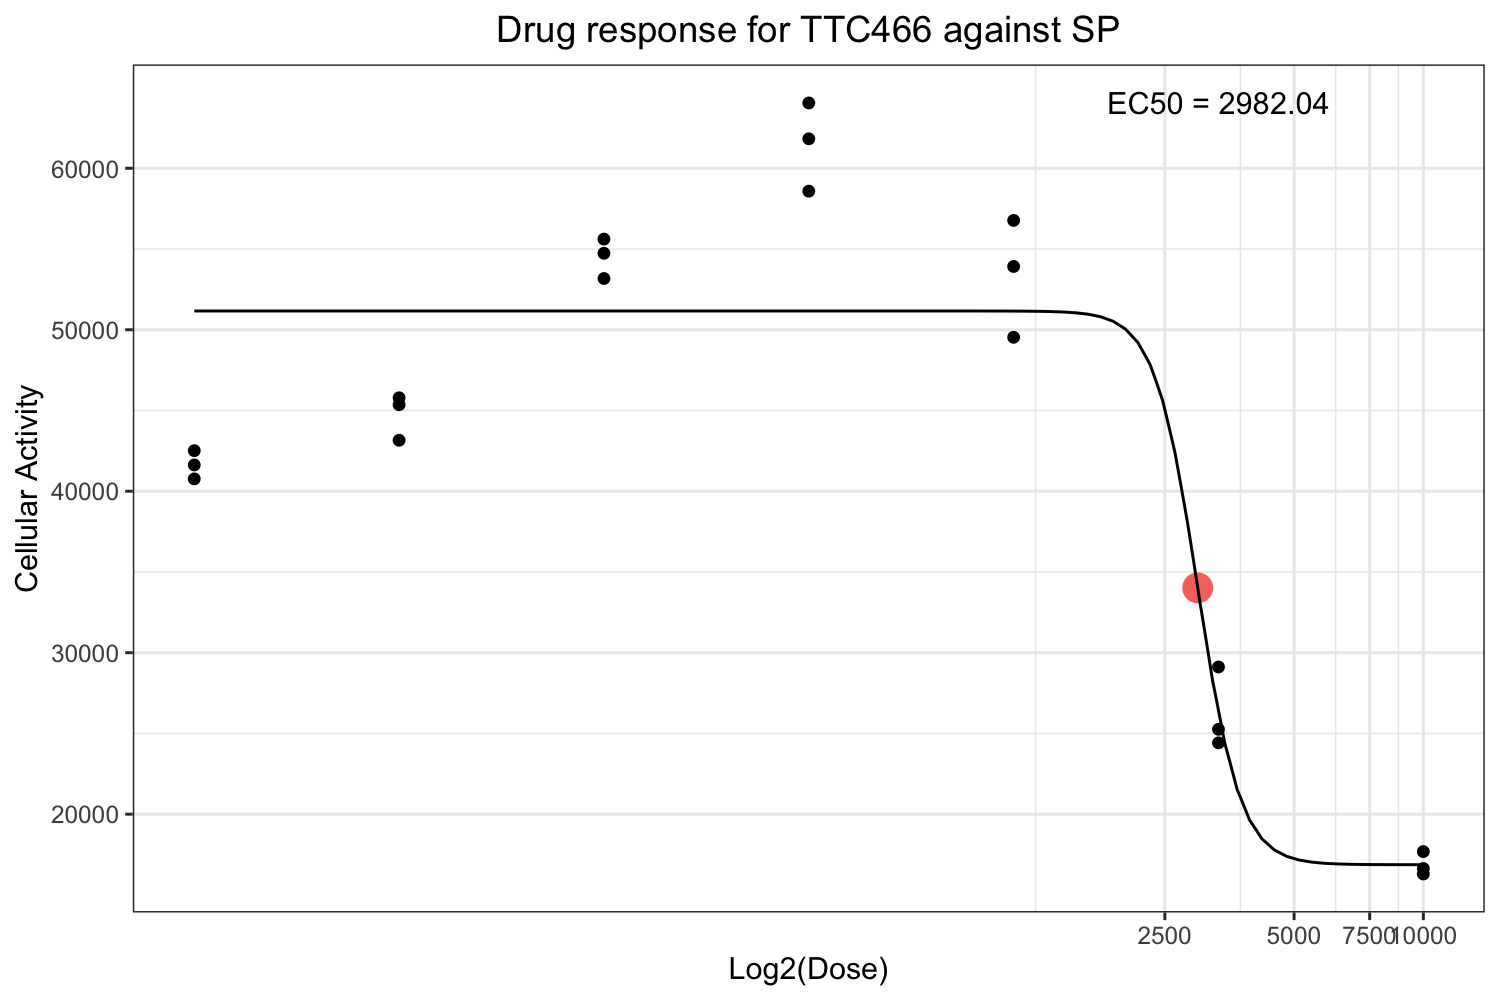 Drug response for TTC466 against SP
EC50 = 2982.04
60000
50000
40000
30000
20000
Cellular Activity
2500 5000 7500 10000
Log2(Dose)